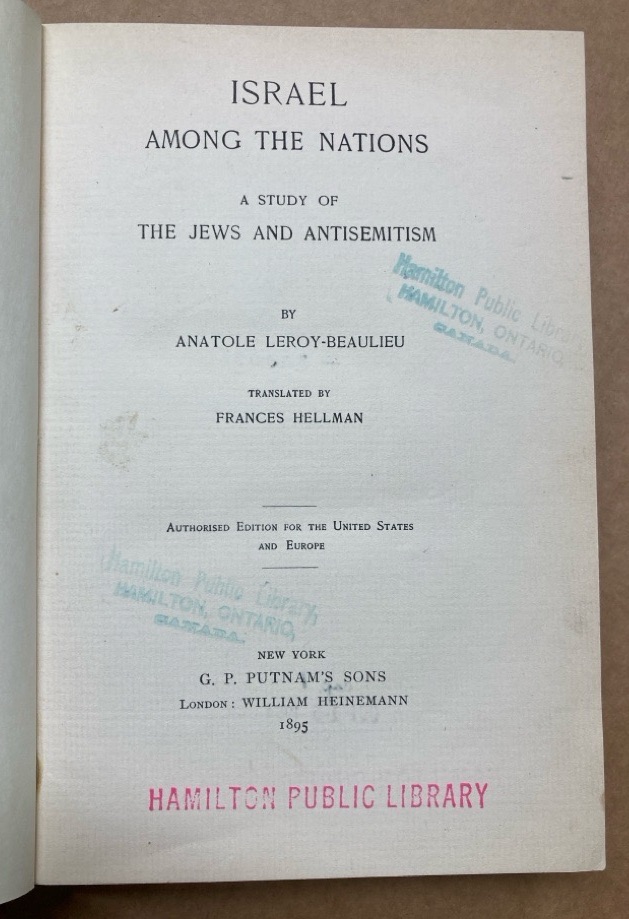 ISRAEL
AMONG THE NATIONS
A STUDY OF
THE JEWS AND ANTISEMITISM
Hamilton Public Library
HAMILTON, ONTARIO,
CANADA.
BY
ANATOLE LEROY-BEAULIEU
TRANSLATED BY
FRANCES HELLMAN
AUTHORISED EDITION FOR THE UNITED STATES
AND EUROPE
Hamilton Public Library,
HAMILTON, ONTARIO,
CANADA.
NEW YORK
G. P. PUTNAM'S SONS
LONDON: WILLIAM HEINEMANN
1895
HAMILTON PUBLIC LIBRARY